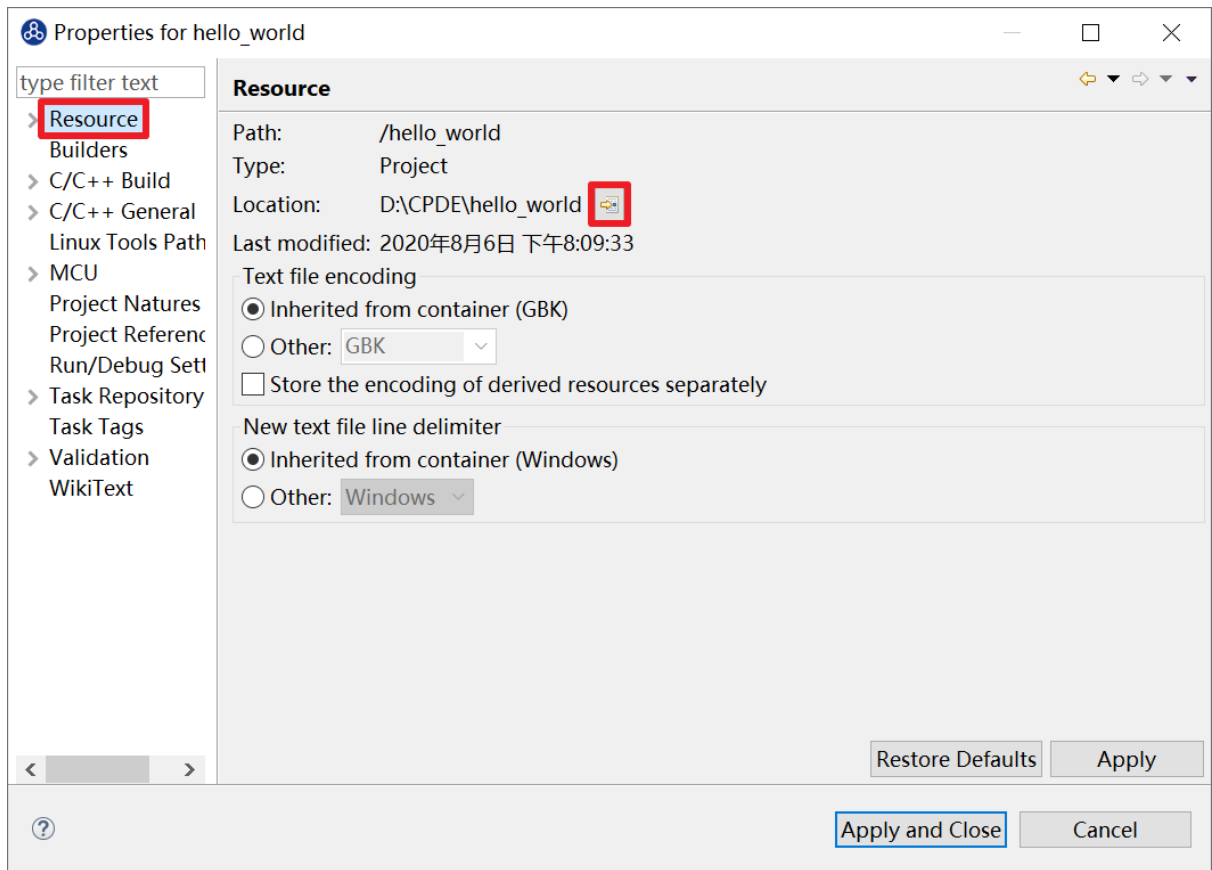 Properties for hello_world
type filter text
Resource
Builders
C/C++ Build
C/C++ General
Linux Tools Path
MCU
Project Natures
Project Referenc
Run/Debug Sett
Task Repository
Task Tags
Validation
WikiText
Resource
Path: /hello_world
Type: Project
Location: D:\CPDE\hello_world
Last modified: 2020年8月6日 下午8:09:33
Text file encoding
Inherited from container (GBK)
Other: GBK
Store the encoding of derived resources separately
New text file line delimiter
Inherited from container (Windows)
Other: Windows
Restore Defaults Apply
Apply and Close Cancel